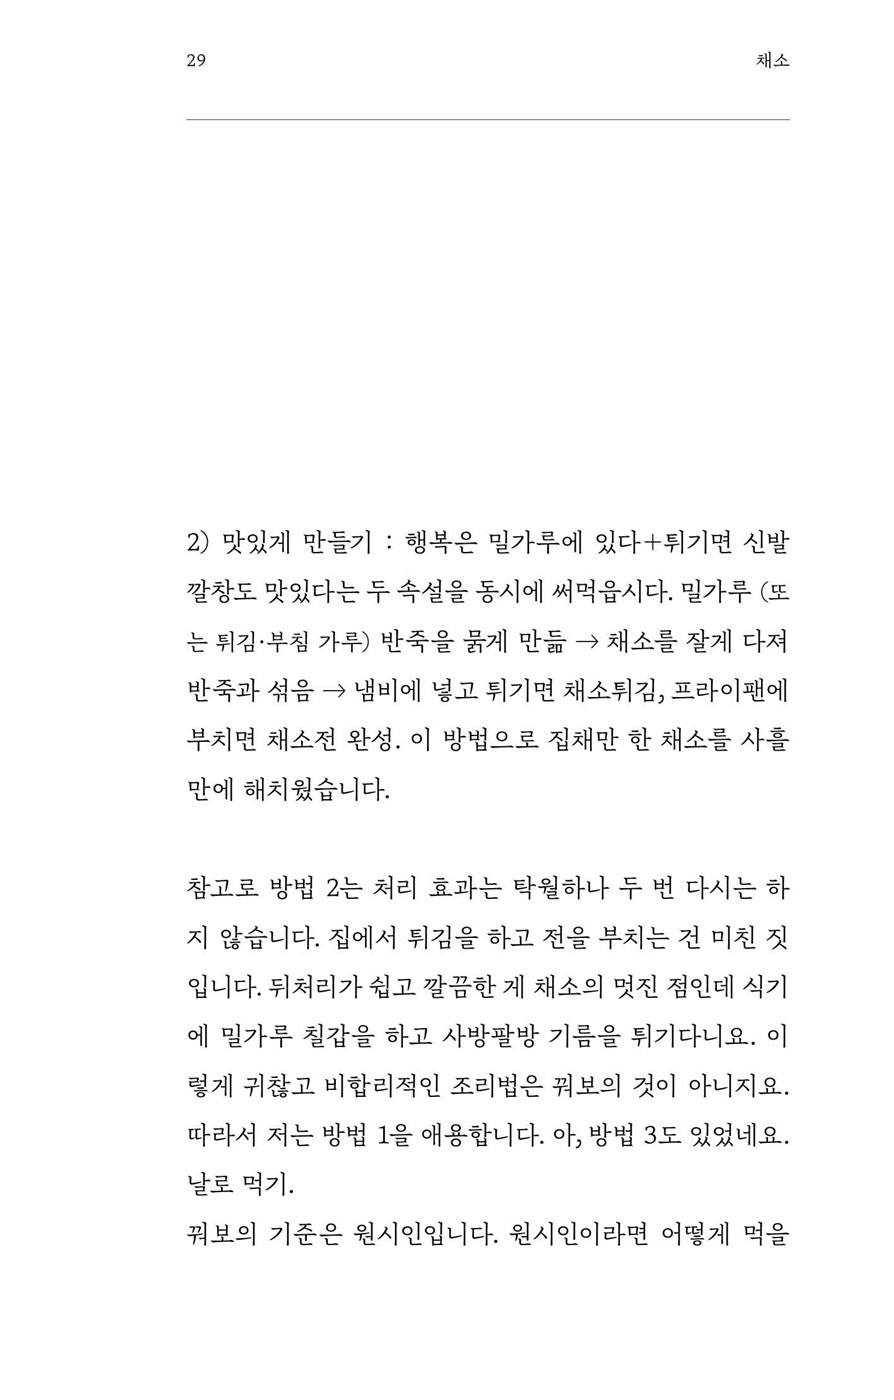 29
채소
2) 맛있게 만들기 : 행복은 밀가루에 있다+튀기면 신발
깔창도 맛있다는 두 속설을 동시에 써먹읍시다. 밀가루 (또
는 튀김·부침 가루) 반죽을 묽게 만듦 → 채소를 잘게 다져
반죽과 섞음 → 냄비에 넣고 튀기면 채소튀김, 프라이팬에
부치면 채소전 완성. 이 방법으로 집채만 한 채소를 사흘
만에 해치웠습니다.
참고로 방법 2는 처리 효과는 탁월하나 두 번 다시는 하
지 않습니다. 집에서 튀김을 하고 전을 부치는 건 미친 짓
입니다. 뒤처리가 쉽고 깔끔한 게 채소의 멋진 점인데 식기
에 밀가루 칠갑을 하고 사방팔방 기름을 튀기다니요. 이
렇게 귀찮고 비합리적인 조리법은 꿔보의 것이 아니지요.
따라서 저는 방법 1을 애용합니다. 아, 방법 3도 있었네요.
날로 먹기.
꿔보의 기준은 원시인입니다. 원시인이라면 어떻게 먹을